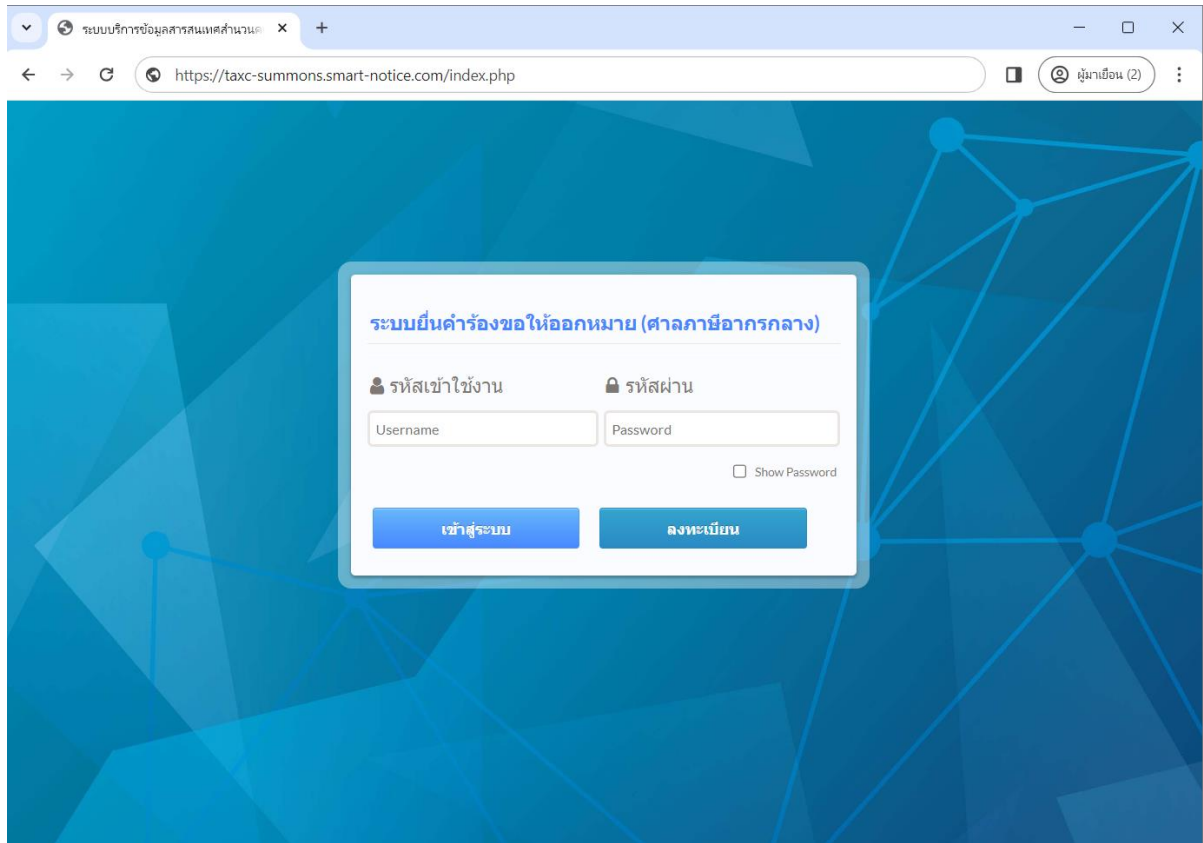 ระบบบริการข้อมูลสารสนเทศสำนวน
https://taxc-summons.smart-notice.com/index.php
ผู้มาเยือน (2)
ระบบยื่นคำร้องขอให้ออกหมาย (ศาลภาษีอากรกลาง)
รหัสเข้าใช้งาน รหัสผ่าน
Username Password
Show Password
เข้าสู่ระบบ ลงทะเบียน